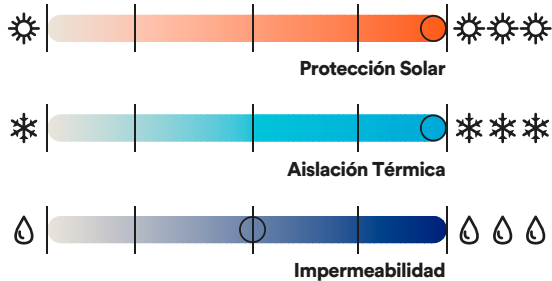 Protección Solar
Aislación Térmica
Impermeabilidad